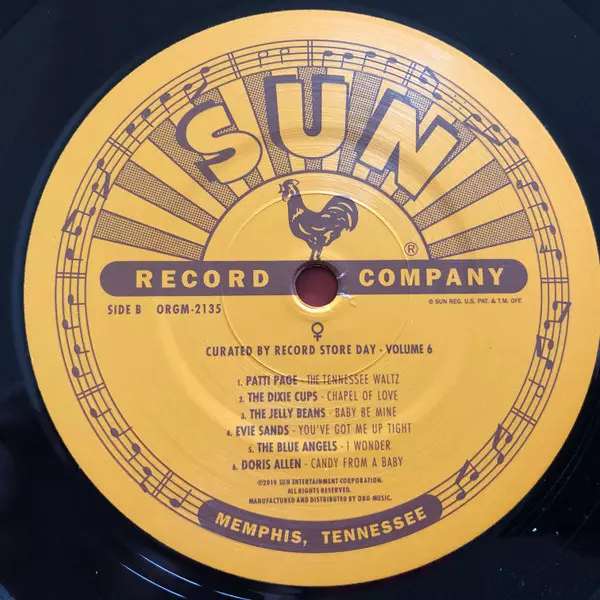 SUN
®
RECORD COMPANY
SIDE B ORGM-2135
© SUN REG. U.S. PAT. & T.M. OFF.
♀
CURATED BY RECORD STORE DAY - VOLUME 6
1. PATTI PAGE - THE TENNESSEE WALTZ
2. THE DIXIE CUPS - CHAPEL OF LOVE
3. THE JELLY BEANS - BABY BE MINE
4. EVIE SANDS - YOU'VE GOT ME UP TIGHT
5. THE BLUE ANGELS - I WONDER
6. DORIS ALLEN - CANDY FROM A BABY
℗2019 SUN ENTERTAINMENT CORPORATION.
ALL RIGHTS RESERVED.
MANUFACTURED AND DISTRIBUTED BY ORG MUSIC.
MEMPHIS, TENNESSEE